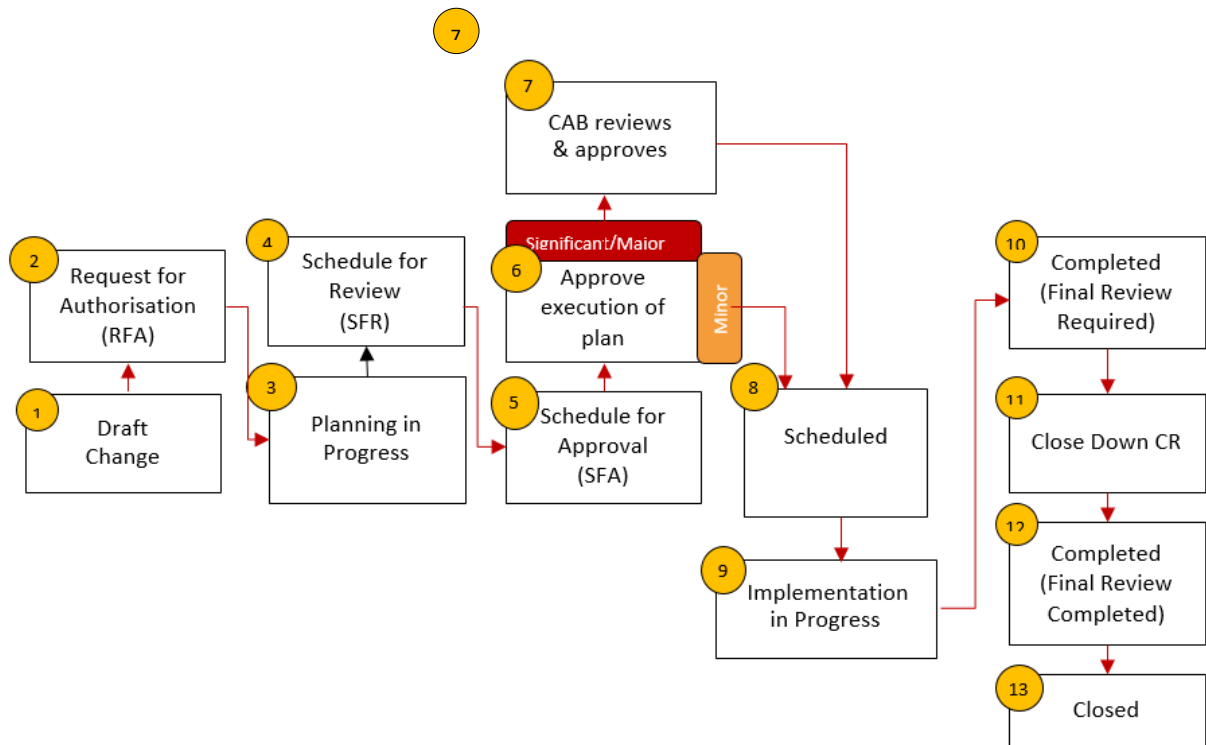 7
7
CAB reviews
& approves
4
Schedule for
Review
(SFR)
2
Request for
Authorisation
(RFA)
Significant/Major
6
Approve
execution of
plan
Minor
10
Completed
(Final Review
Required)
1
Draft
Change
3
Planning in
Progress
5
Schedule for
Approval
(SFA)
8
Scheduled
11
Close Down CR
9
Implementation
in Progress
12
Completed
(Final Review
Completed)
13
Closed